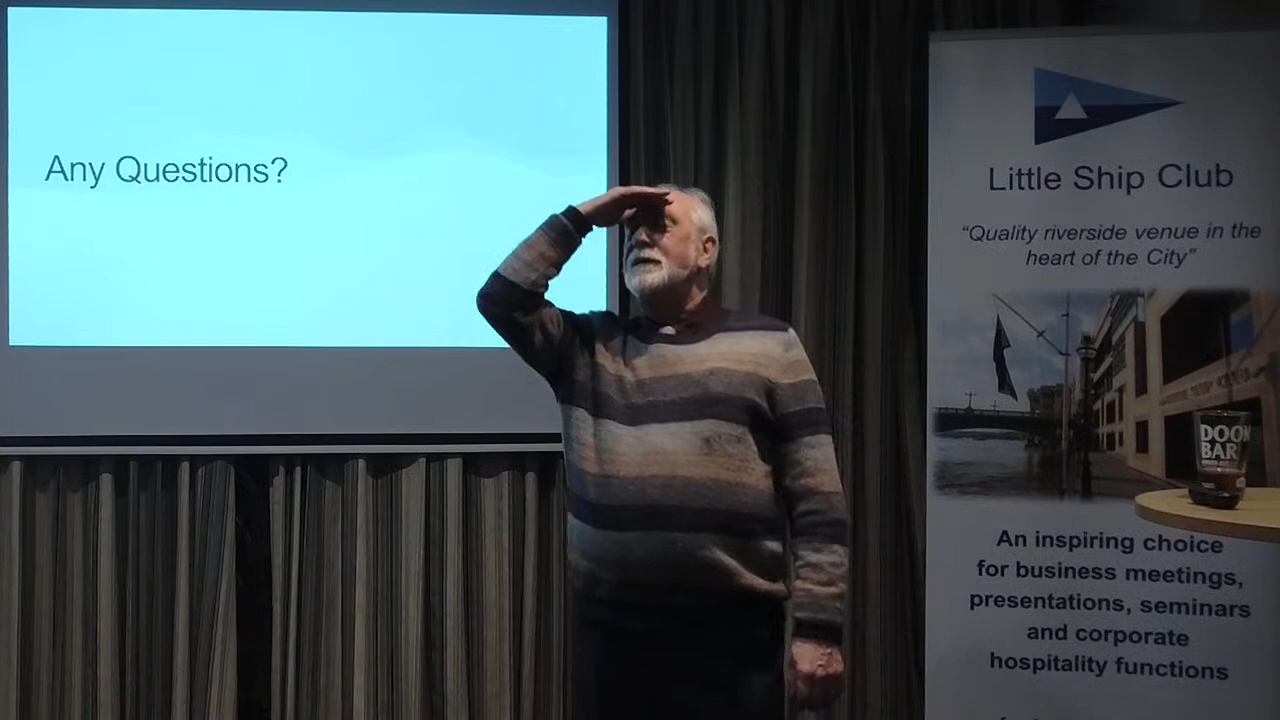 Any Questions?
Little Ship Club
“Quality riverside venue in the
heart of the City”
DOOM
BAR
An inspiring choice
for business meetings,
presentations, seminars
and corporate
hospitality functions